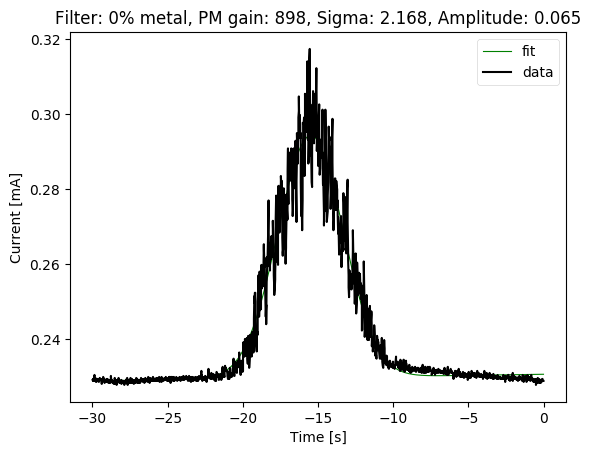 Filter: 0% metal, PM gain: 898, Sigma: 2.168, Amplitude: 0.065
0.32
fit
data
0.30
0.28
Current [mA]
0.26
0.24
−30
−25
−20
−15
−10
−5
0
Time [s]